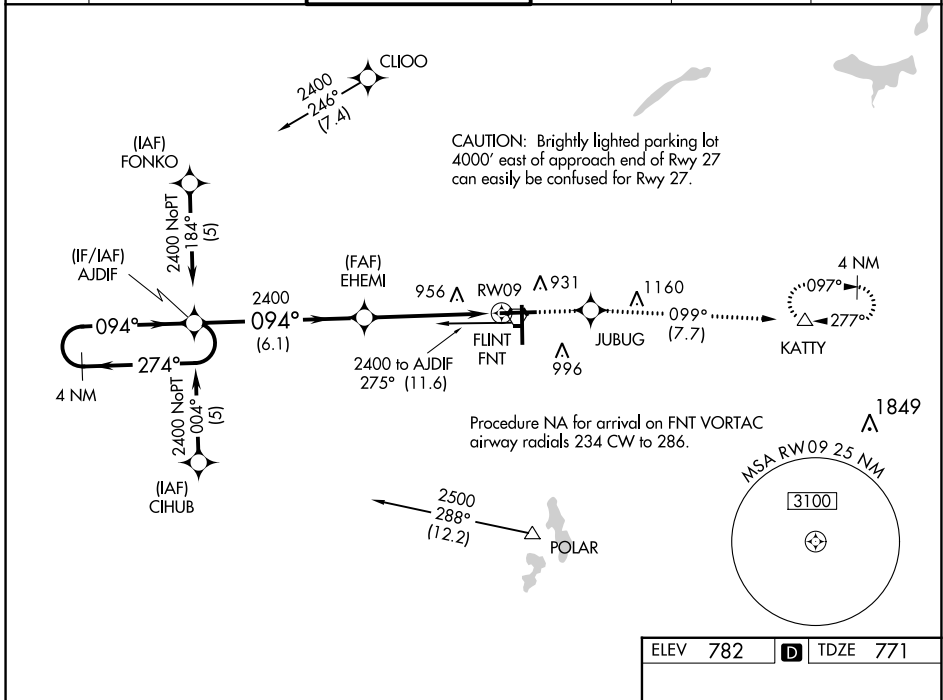 CLIOO
2400
246°
(7.4)
CAUTION: Brightly lighted parking lot
4000' east of approach end of Rwy 27
can easily be confused for Rwy 27.
(IAF)
FONKO
2400 NoPT
184°
(5)
(IF/IAF)
AJDIF
(FAF)
EHEMI
2400
094°
(6.1)
094°
274°
4 NM
956
RW09
931
1160
4 NM
097°
277°
KATTY
099°
(7.7)
JUBUG
FLINT
FNT
996
2400 to AJDIF
275° (11.6)
2400 NoPT
004°
(5)
(IAF)
CIHUB
Procedure NA for arrival on FNT VORTAC
airway radials 234 CW to 286.
1849
MSA RW09 25 NM
3100
2500
288°
(12.2)
POLAR
ELEV 782 D TDZE 771